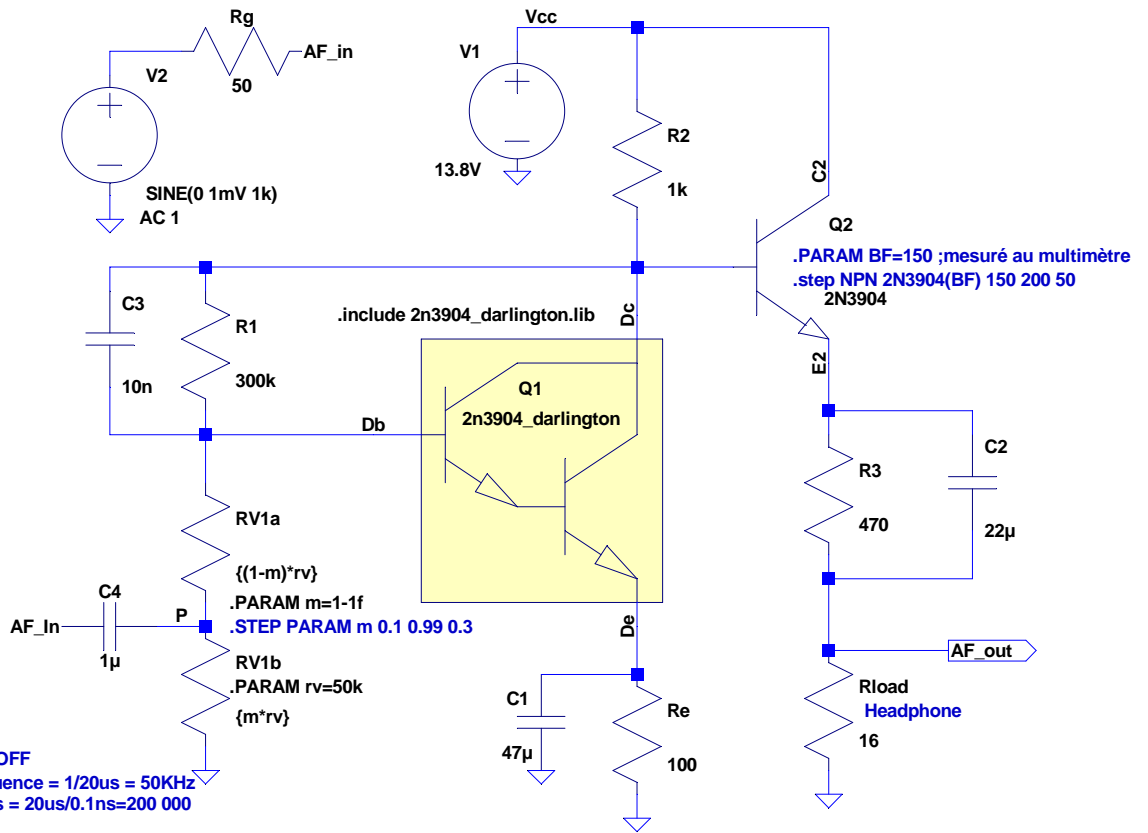 Rg
AF_in
V2
50
SINE(0 1mV 1k)
AC 1
Vcc
V1
13.8V
R2
1k
C2
Q2
.PARAM BF=150 ;mesuré au multimètre
.step NPN 2N3904(BF) 150 200 50
2N3904
C3
R1
10n
300k
.include 2n3904_darlington.lib
Dc
Q1
2n3904_darlington
Db
E2
R3
C2
470
22µ
RV1a
{(1-m)*rv}
C4
P
.PARAM m=1-1f
AF_In
.STEP PARAM m 0.1 0.99 0.3
1µ
RV1b
.PARAM rv=50k
{m*rv}
De
C1
Re
47µ
100
AF_out
Rload
Headphone
16
OFF
uence = 1/20us = 50KHz
s = 20us/0.1ns=200 000